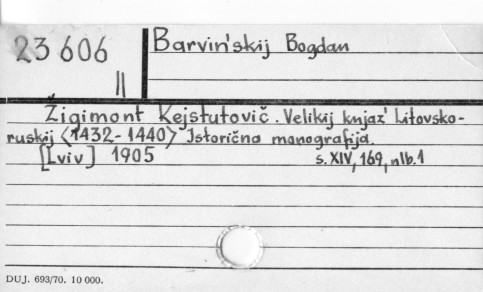 23 606
II
Barvin'skij Bogdan
Žigimont Kejstutovič. Velikij knjaz' Litovsko-
ruskij <1432-1440> Istorična monografija.
[Lviv] 1905 s. XIV, 169, nlb. 1
DUJ. 693/70. 10 000.